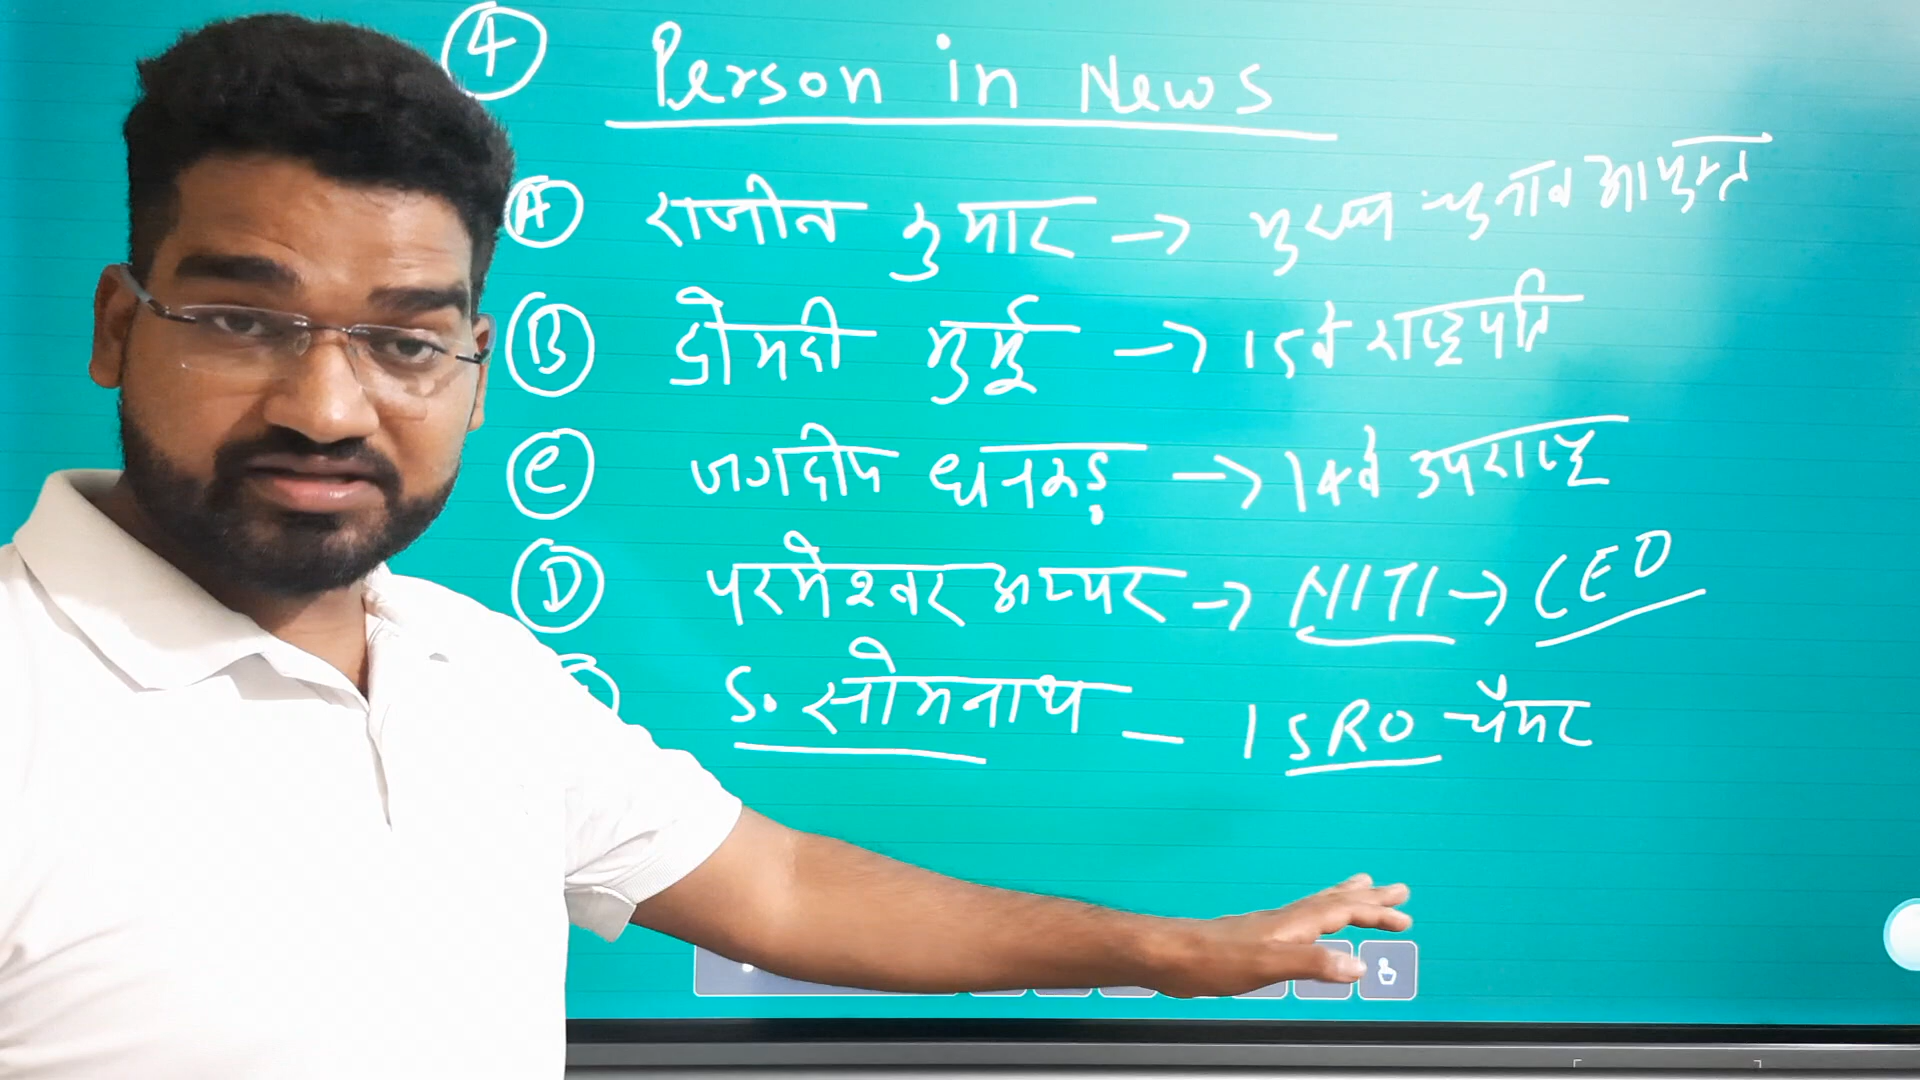 ④ Person in News
Ⓐ राजीव कुमार → मुख्य चुनाव आयुक्त
Ⓑ द्रौपदी मुर्मू → 15वें राष्ट्रपति
Ⓒ जगदीप धनखड़ → 14वें उपराष्ट्र
Ⓓ परमेश्वर अय्यर → NITI → CEO
S. सोमनाथ - ISRO चैयर